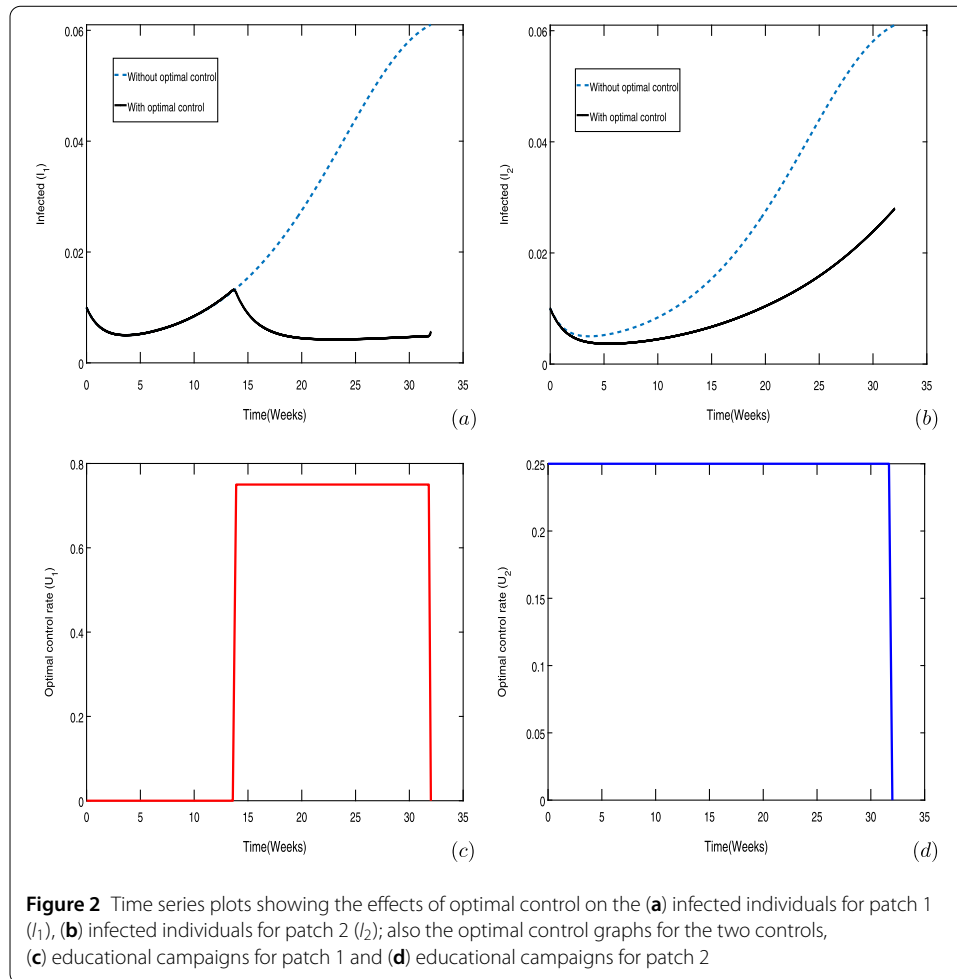 0.06
Without optimal control
With optimal control
0.04
Infected (I_1)
0.02
0
0 5 10 15 20 25 30 35
Time(Weeks)
(a)
0.06
Without optimal control
With optimal control
0.04
Infected (I_2)
0.02
0
0 5 10 15 20 25 30 35
Time(Weeks)
(b)
0.8
0.6
Optimal control rate (U_1)
0.4
0.2
0
0 5 10 15 20 25 30 35
Time(Weeks)
(c)
0.25
0.2
0.15
Optimal control rate (U_2)
0.1
0.05
0
0 5 10 15 20 25 30 35
Time(Weeks)
(d)
Figure 2 Time series plots showing the effects of optimal control on the (a) infected individuals for patch 1
(I_1), (b) infected individuals for patch 2 (I_2); also the optimal control graphs for the two controls,
(c) educational campaigns for patch 1 and (d) educational campaigns for patch 2